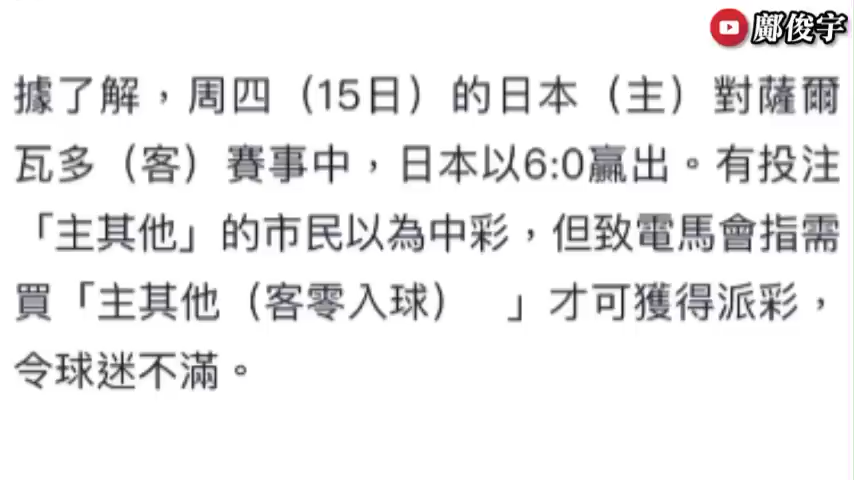 鄺俊宇
據了解，周四（15日）的日本（主）對薩爾
瓦多（客）賽事中，日本以6:0贏出。有投注
「主其他」的市民以為中彩，但致電馬會指需
買「主其他（客零入球）　」才可獲得派彩，
令球迷不滿。